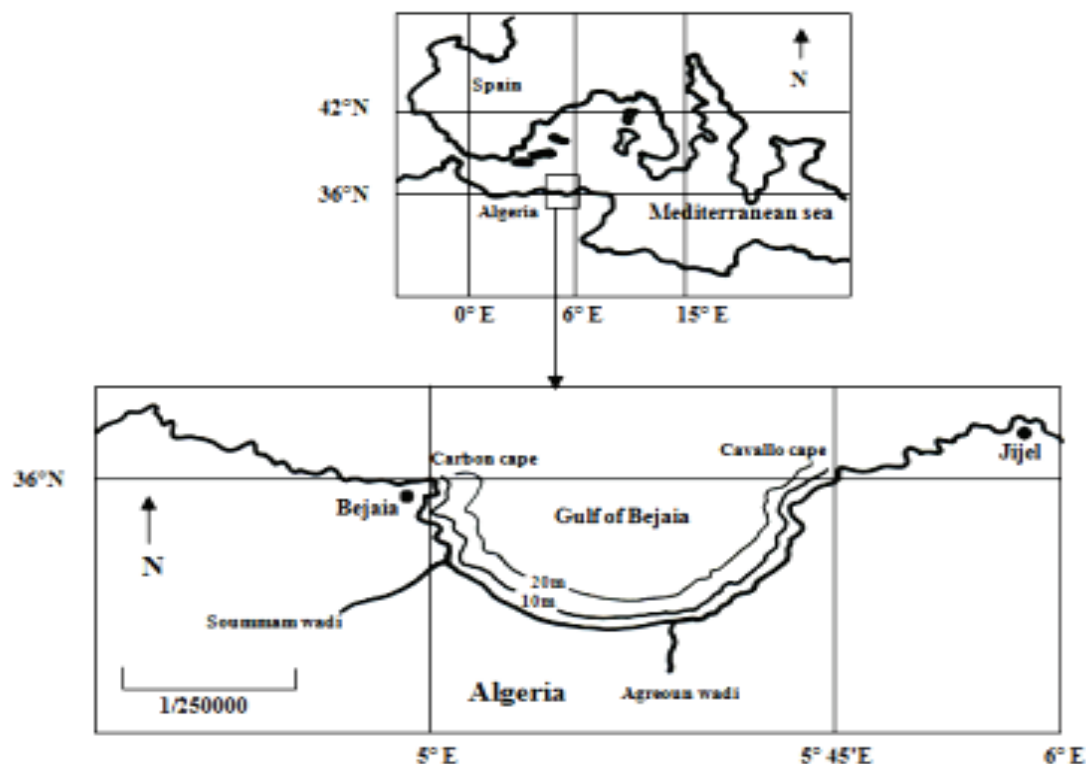 Spain
N
42°N
36°N
Algeria
Mediterranean sea
0° E
6° E
15° E
Carbon cape
Cavallo cape
Jijel
36°N
Bejaia
Gulf of Bejaia
N
20m
10m
Soummam wadi
Algeria
Agreoun wadi
1/250000
5° E
5° 45'E
6° E